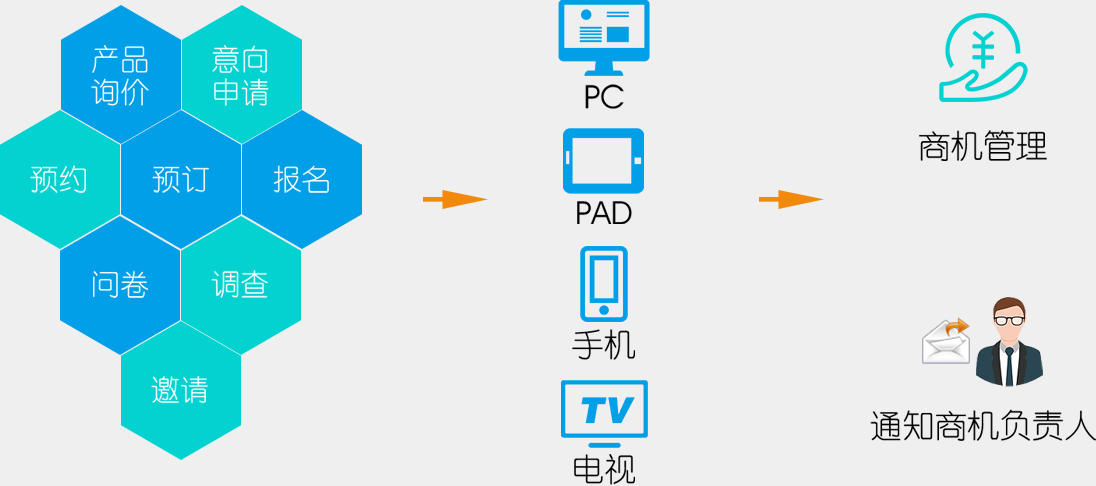 产品
询价
意向
申请
预约
预订
报名
问卷
调查
邀请
PC
PAD
手机
TV
电视
商机管理
通知商机负责人